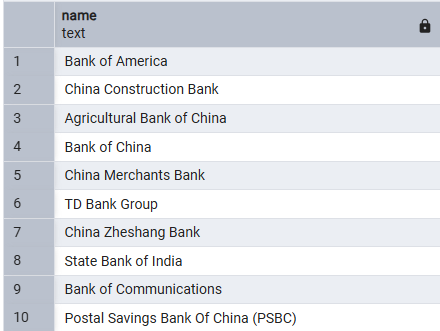 name
text
1 Bank of America
2 China Construction Bank
3 Agricultural Bank of China
4 Bank of China
5 China Merchants Bank
6 TD Bank Group
7 China Zheshang Bank
8 State Bank of India
9 Bank of Communications
10 Postal Savings Bank Of China (PSBC)